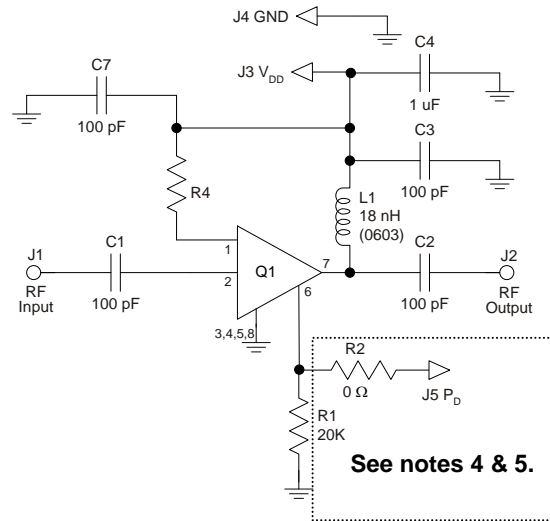 J4 GND
C4
J3 VDD
1 uF
C7
100 pF
C3
100 pF
R4
L1
18 nH
(0603)
J1
RF
Input
C1
100 pF
1
2
Q1
7
6
3,4,5,8
C2
100 pF
J2
RF
Output
R2
0 Ω
J5 PD
R1
20K
See notes 4 & 5.